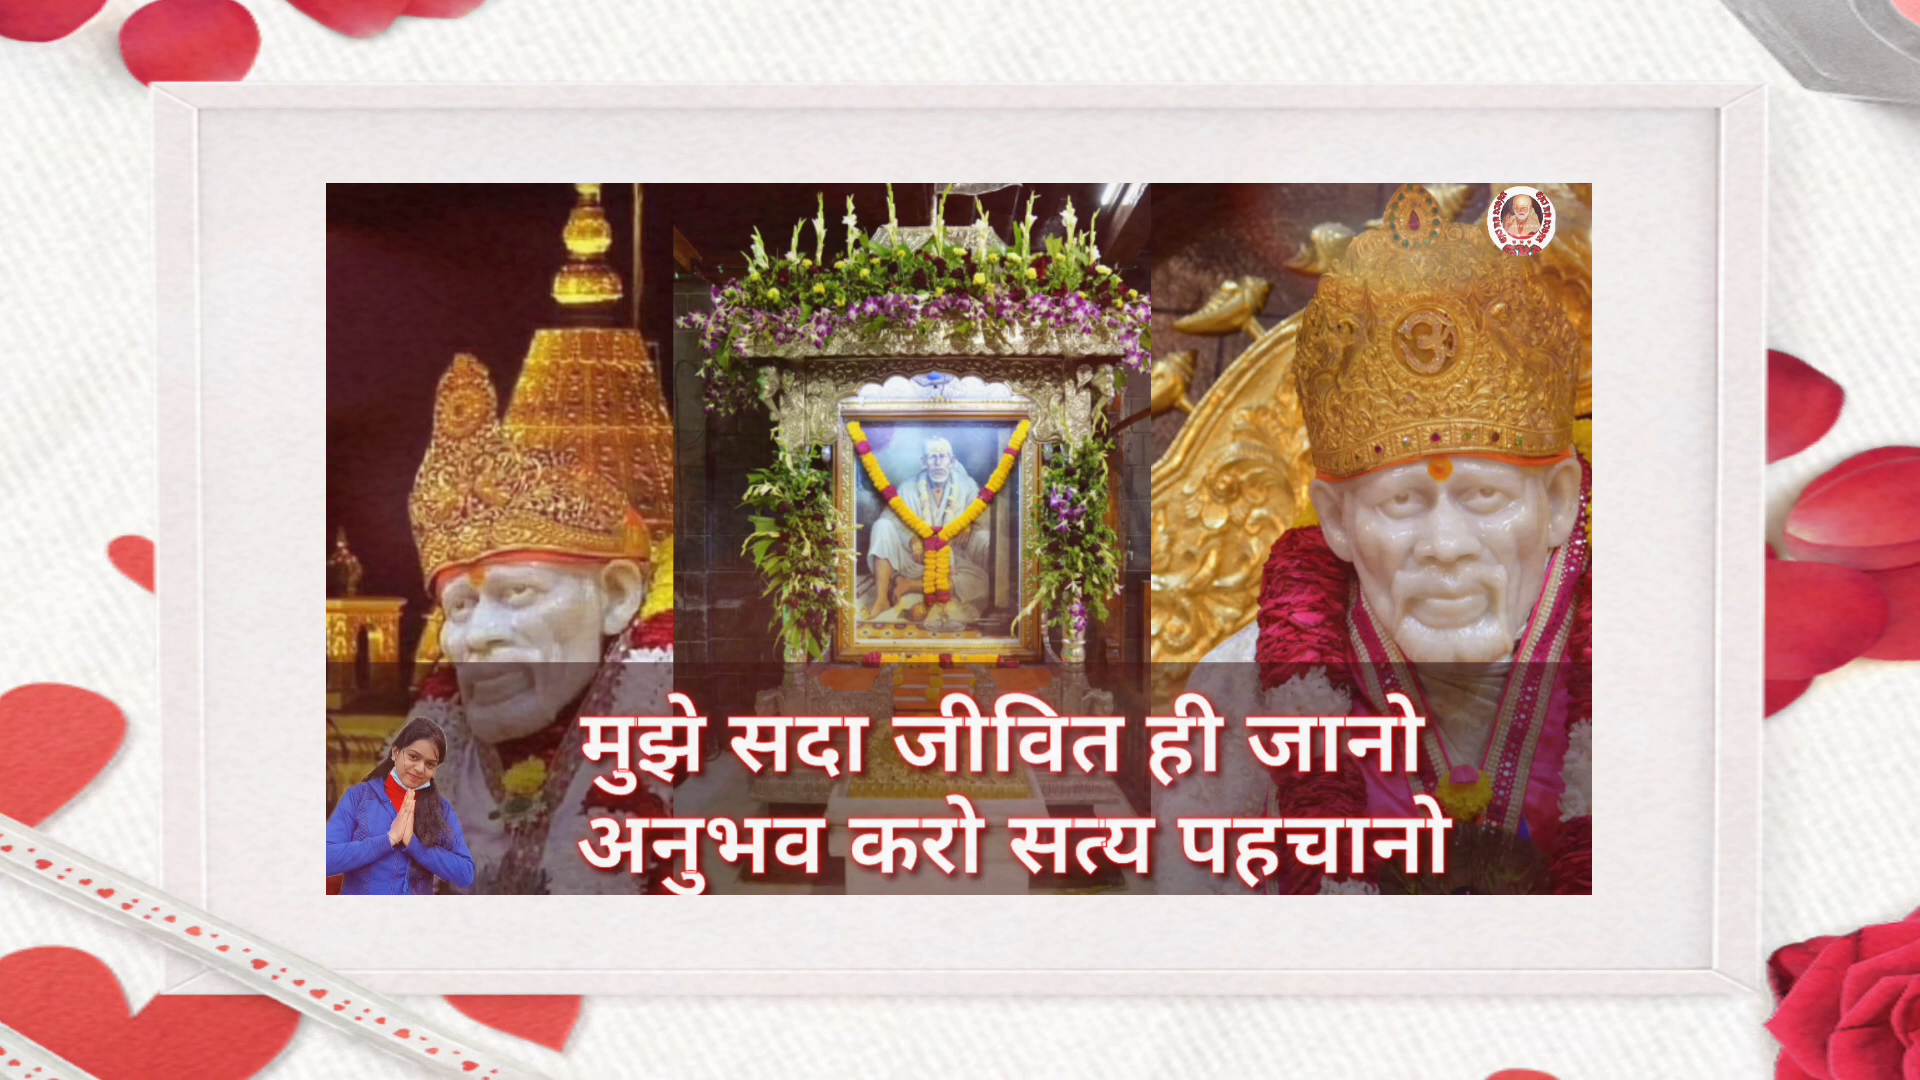 मुझे सदा जीवित ही जानो
अनुभव करो सत्य पहचानो